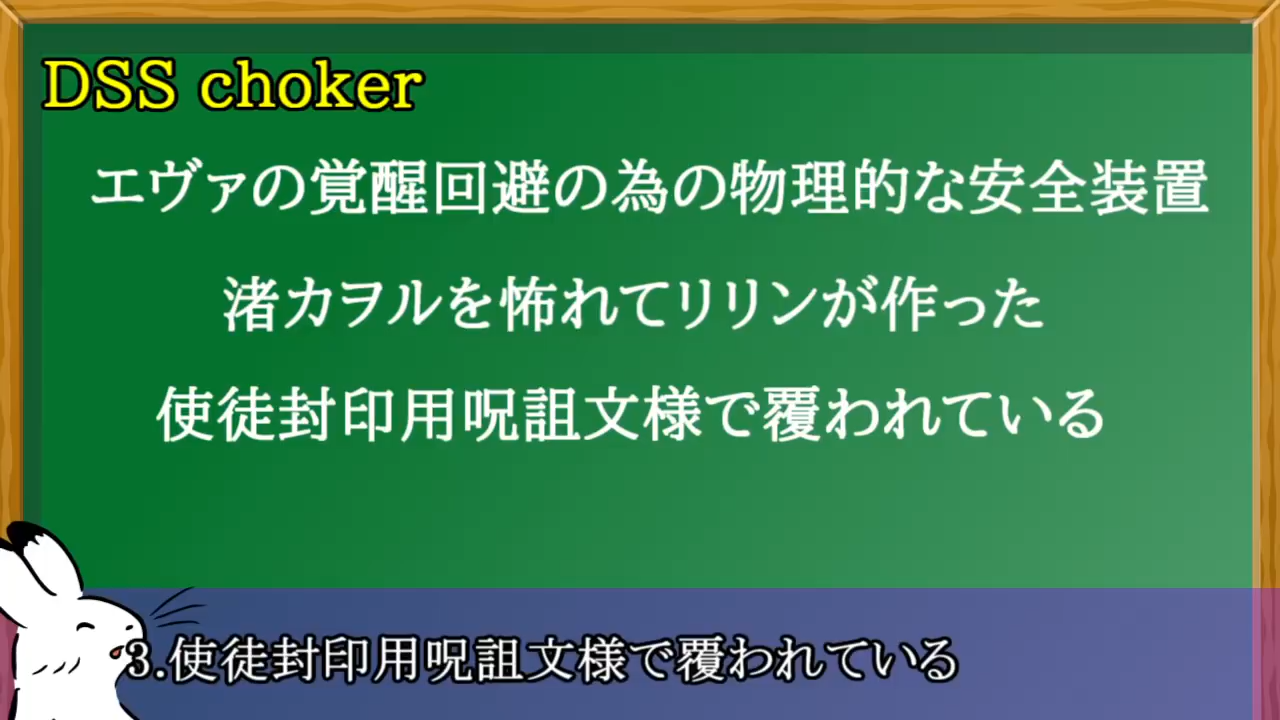 DSS choker
エヴァの覚醒回避の為の物理的な安全装置
渚カヲルを怖れてリリンが作った
使徒封印用呪詛文様で覆われている
3.使徒封印用呪詛文様で覆われている